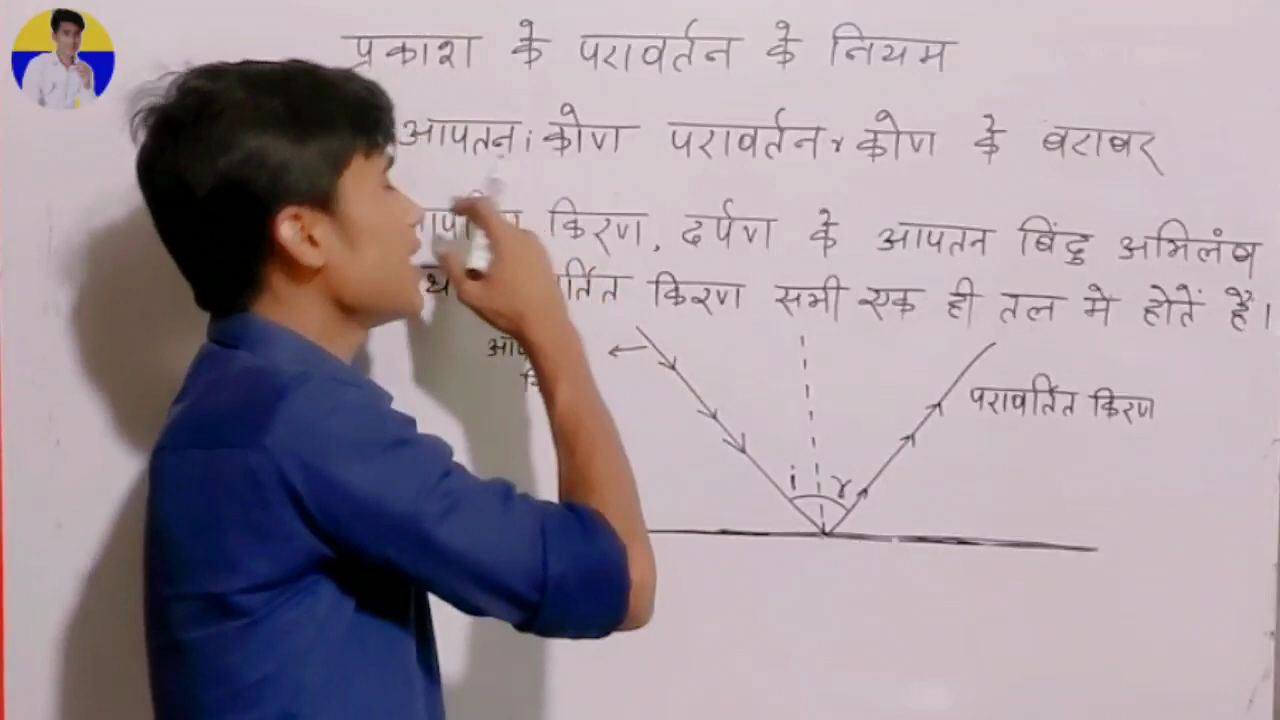 प्रकाश के परावर्तन के नियम
आपतन i कोण परावर्तन r कोण के बराबर
किरण, दर्पण के आपतन बिंदु अभिलंब
किरण सभी एक ही तल मे होतें हैं।
परावर्तित किरण
i r